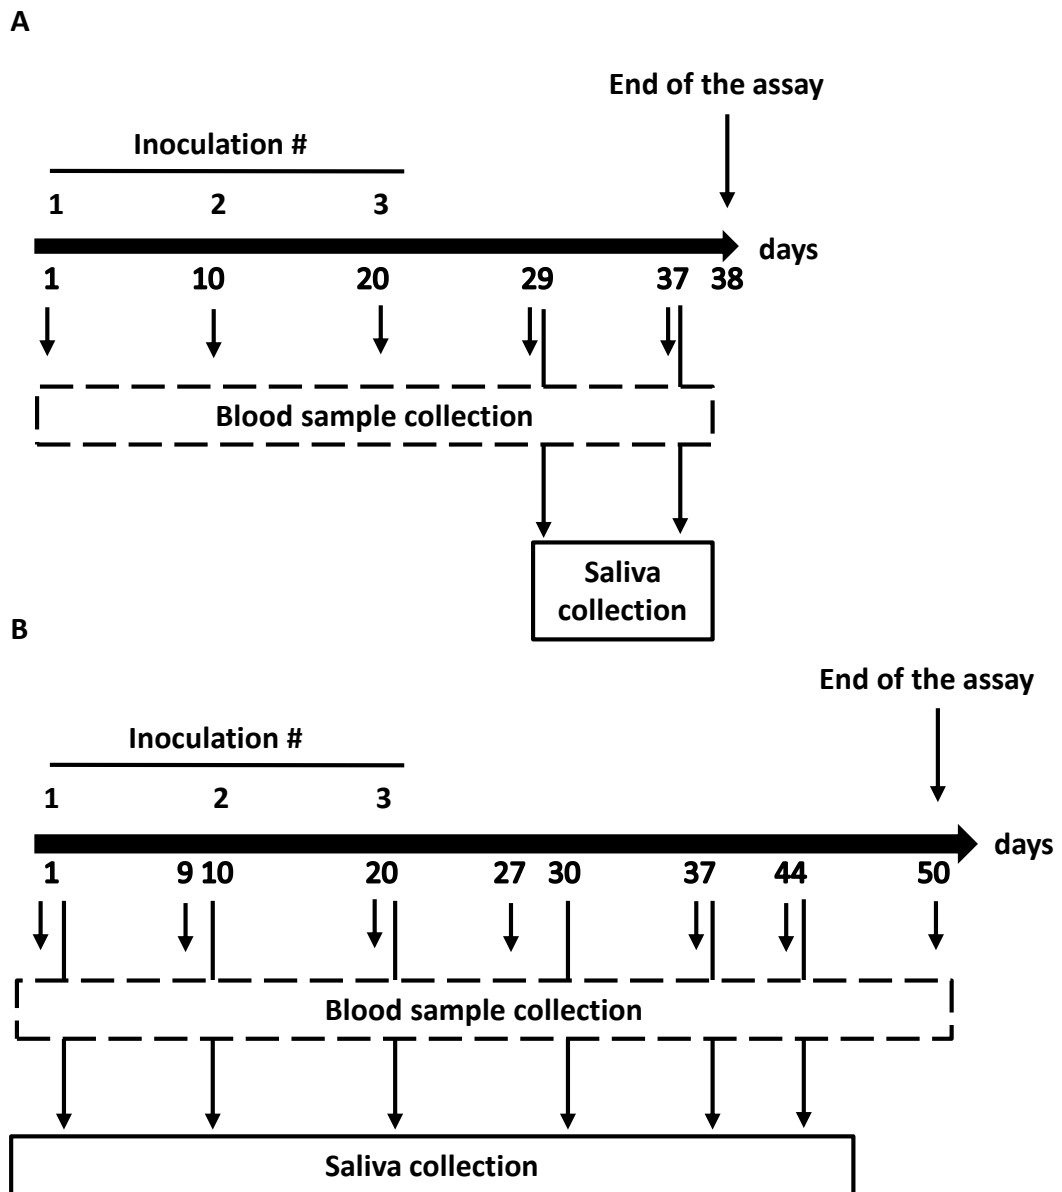 A
End of the assay
Inoculation #
1 2 3
days
1 10 20 29 37 38
Blood sample collection
Saliva
collection
B
End of the assay
Inoculation #
1 2 3
days
1 9 10 20 27 30 37 44 50
Blood sample collection
Saliva collection